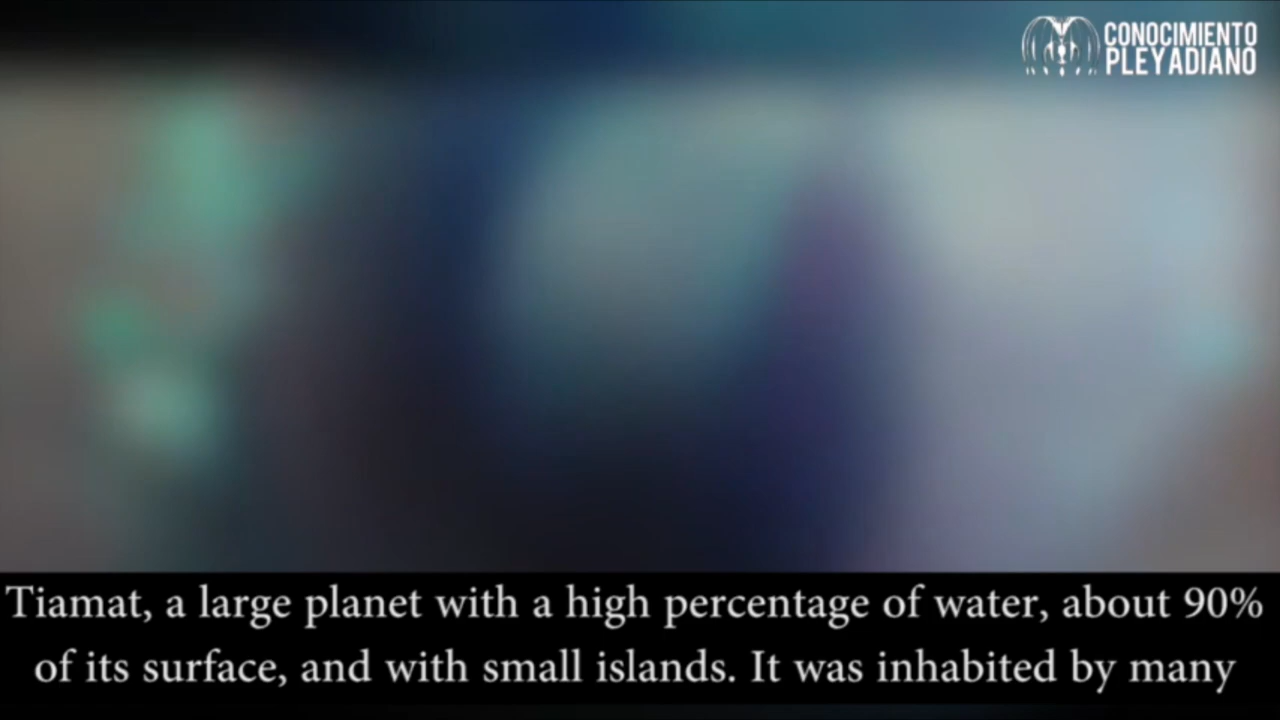 CONOCIMIENTO
PLEYADIANO
Tiamat, a large planet with a high percentage of water, about 90%
of its surface, and with small islands. It was inhabited by many